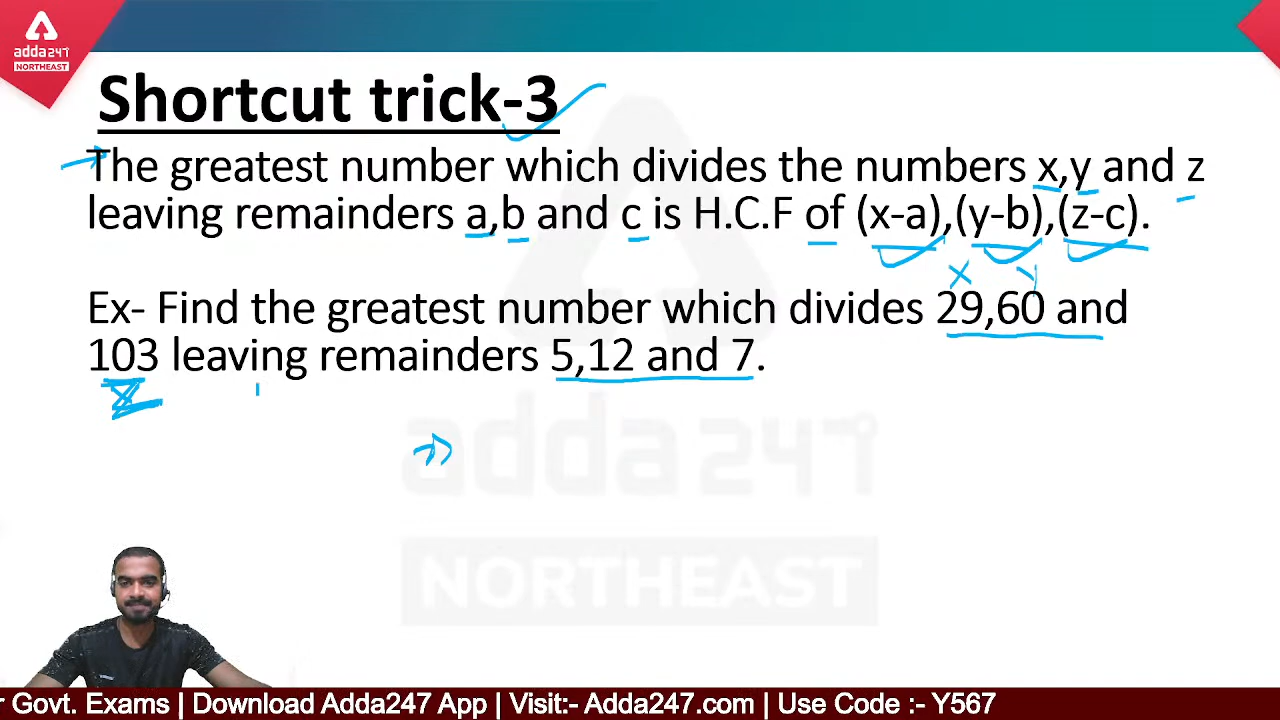 adda247
NORTHEAST
Shortcut trick-3
The greatest number which divides the numbers x,y and z
leaving remainders a,b and c is H.C.F of (x-a),(y-b),(z-c).
x y
Ex- Find the greatest number which divides 29,60 and
103 leaving remainders 5,12 and 7.
z
adda247
NORTHEAST
r Govt. Exams | Download Adda247 App | Visit:- Adda247.com | Use Code :- Y567